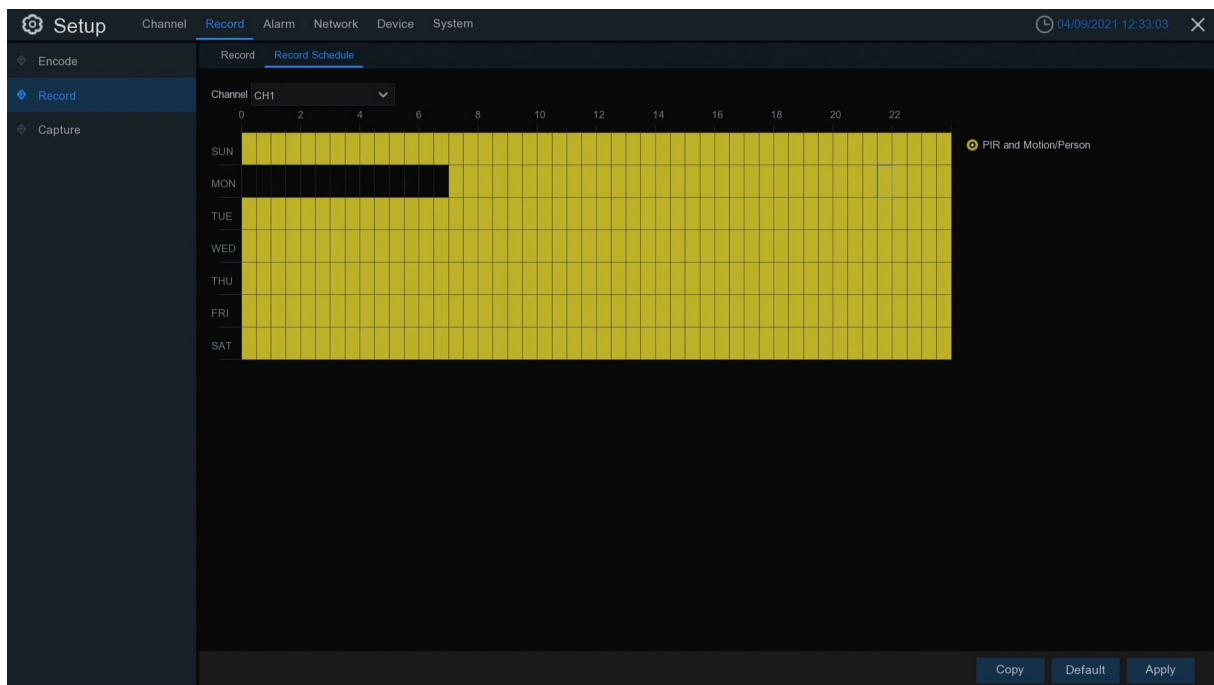 Setup Channel Record Alarm Network Device System 04/09/2021 12:33:03
Encode
Record
Capture
Record Record Schedule
Channel CH1
0 2 4 6 8 10 12 14 16 18 20 22
SUN
MON
TUE
WED
THU
FRI
SAT
PIR and Motion/Person
Copy Default Apply